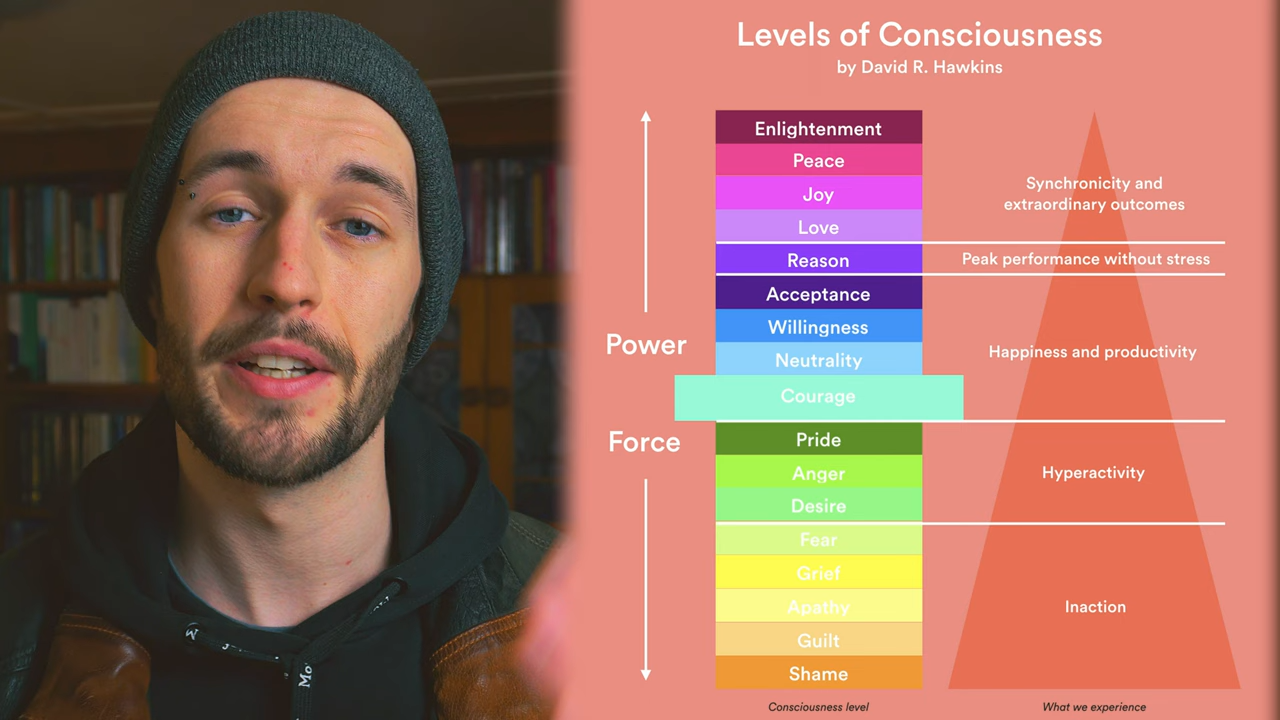 Levels of Consciousness
by David R. Hawkins
Enlightenment
Peace
Joy
Love
Reason
Acceptance
Willingness
Neutrality
Courage
Pride
Anger
Desire
Fear
Grief
Apathy
Guilt
Shame
Consciousness level
Power
Force
Synchronicity and
extraordinary outcomes
Peak performance without stress
Happiness and productivity
Hyperactivity
Inaction
What we experience
Mo